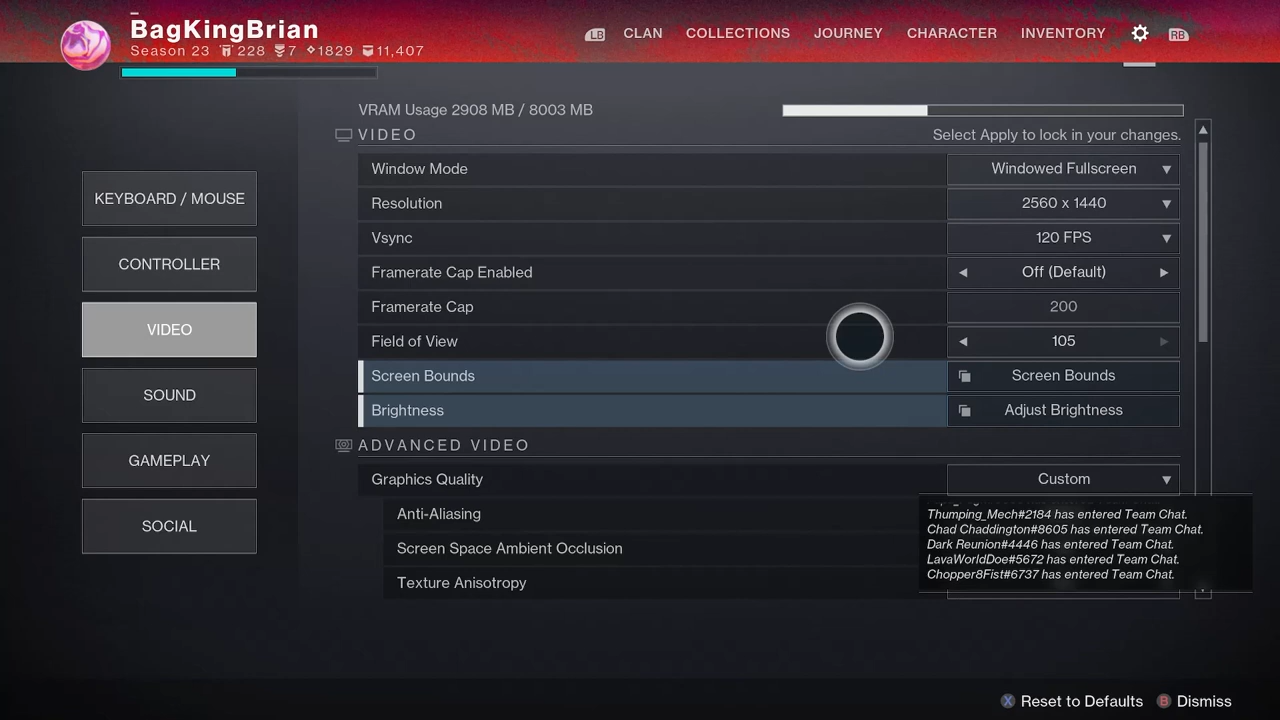 BagKingBrian
Season 23 228 7 1829 11,407
LB CLAN COLLECTIONS JOURNEY CHARACTER INVENTORY RB
VRAM Usage 2908 MB / 8003 MB
VIDEO Select Apply to lock in your changes.
Window Mode Windowed Fullscreen
Resolution 2560 x 1440
Vsync 120 FPS
Framerate Cap Enabled Off (Default)
Framerate Cap 200
Field of View 105
Screen Bounds Screen Bounds
Brightness Adjust Brightness
ADVANCED VIDEO
Graphics Quality Custom
Anti-Aliasing
Screen Space Ambient Occlusion
Texture Anisotropy
KEYBOARD / MOUSE
CONTROLLER
VIDEO
SOUND
GAMEPLAY
SOCIAL
Thumping_Mech#2184 has entered Team Chat.
Chad Chaddington#8605 has entered Team Chat.
Dark Reunion#4446 has entered Team Chat.
LavaWorldDoe#5672 has entered Team Chat.
Chopper8Fist#6737 has entered Team Chat.
X Reset to Defaults B Dismiss